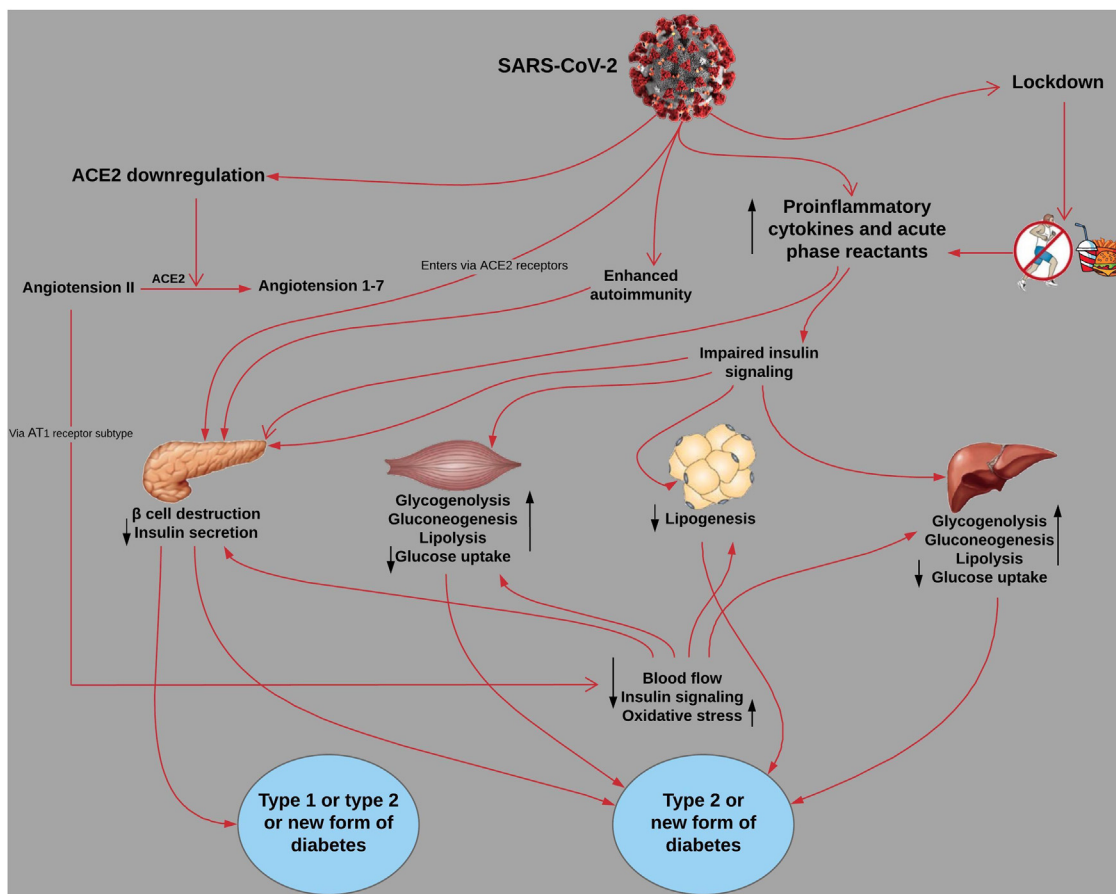 SARS-CoV-2
Lockdown
ACE2 downregulation
Proinflammatory
cytokines and acute
phase reactants
Enters via ACE2 receptors
Enhanced
autoimmunity
ACE2
Angiotension II
Angiotension 1-7
Impaired insulin
signaling
Via AT1 receptor subtype
β cell destruction
Insulin secretion
Glycogenolysis
Gluconeogenesis
Lipolysis
Glucose uptake
Lipogenesis
Glycogenolysis
Gluconeogenesis
Lipolysis
Glucose uptake
Blood flow
Insulin signaling
Oxidative stress
Type 1 or type 2
or new form of
diabetes
Type 2 or
new form of
diabetes